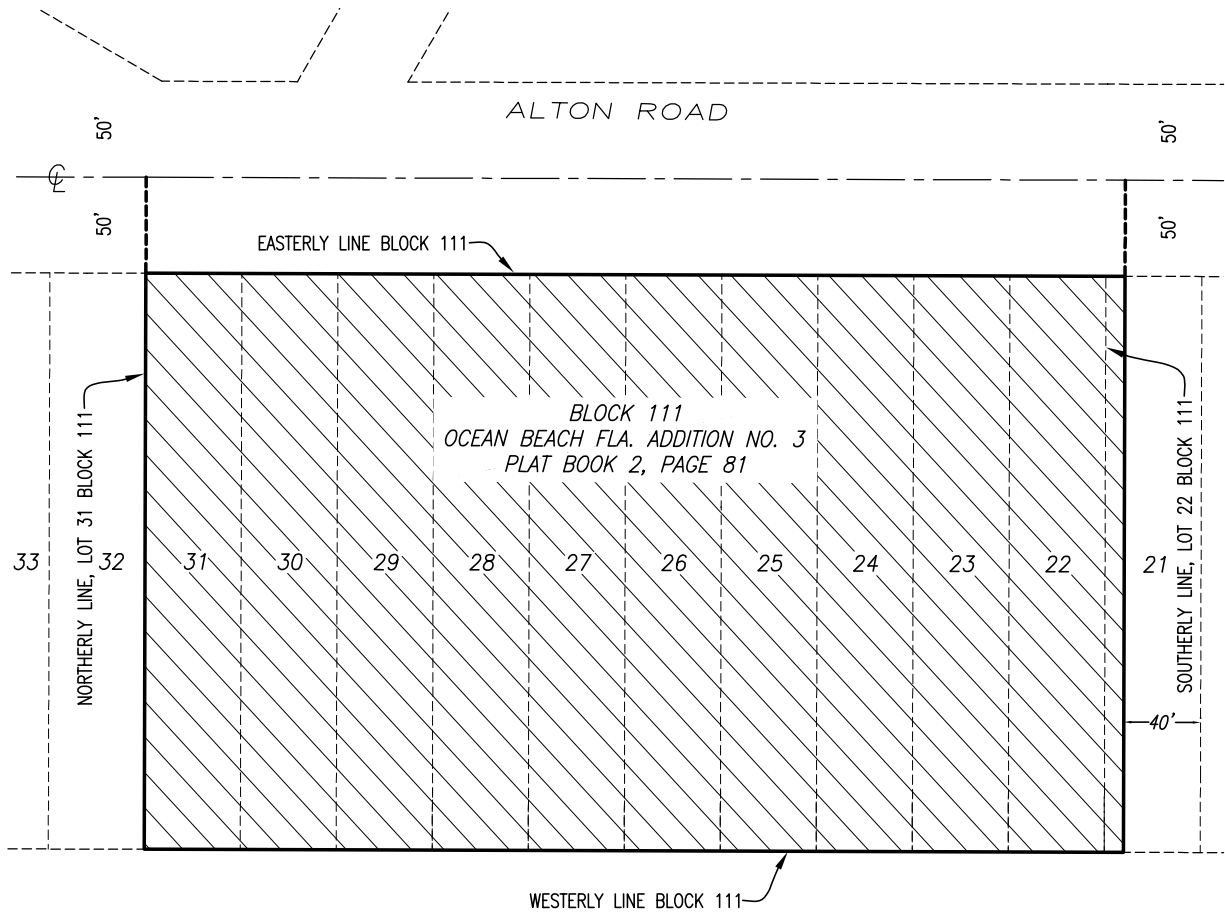 ALTON ROAD
50'
50'
℄
50'
50'
EASTERLY LINE BLOCK 111
BLOCK 111
OCEAN BEACH FLA. ADDITION NO. 3
PLAT BOOK 2, PAGE 81
NORTHERLY LINE, LOT 31 BLOCK 111
SOUTHERLY LINE, LOT 22 BLOCK 111
33 32 31 30 29 28 27 26 25 24 23 22 21
40'
WESTERLY LINE BLOCK 111